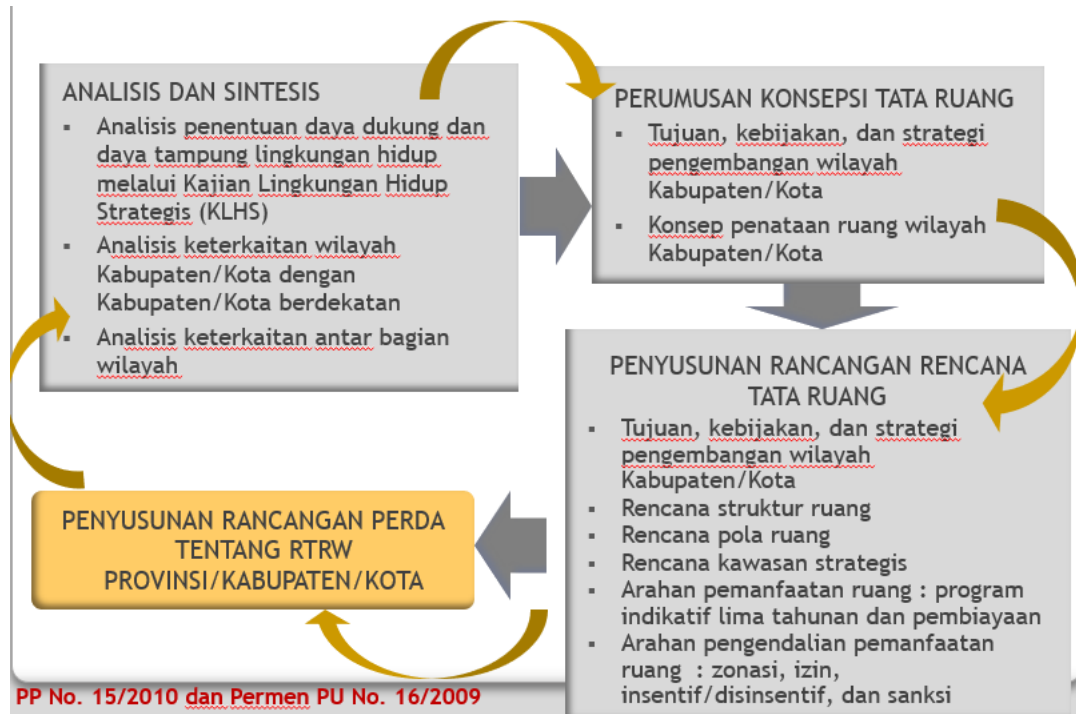 ANALISIS DAN SINTESIS
▪ Analisis penentuan daya dukung dan
daya tampung lingkungan hidup
melalui Kajian Lingkungan Hidup
Strategis (KLHS)
▪ Analisis keterkaitan wilayah
Kabupaten/Kota dengan
Kabupaten/Kota berdekatan
▪ Analisis keterkaitan antar bagian
wilayah
PERUMUSAN KONSEPSI TATA RUANG
▪ Tujuan, kebijakan, dan strategi
pengembangan wilayah
Kabupaten/Kota
▪ Konsep penataan ruang wilayah
Kabupaten/Kota
PENYUSUNAN RANCANGAN RENCANA
TATA RUANG
▪ Tujuan, kebijakan, dan strategi
pengembangan wilayah
Kabupaten/Kota
▪ Rencana struktur ruang
▪ Rencana pola ruang
▪ Rencana kawasan strategis
▪ Arahan pemanfaatan ruang : program
indikatif lima tahunan dan pembiayaan
▪ Arahan pengendalian pemanfaatan
ruang : zonasi, izin,
insentif/disinsentif, dan sanksi
PENYUSUNAN RANCANGAN PERDA
TENTANG RTRW
PROVINSI/KABUPATEN/KOTA
PP No. 15/2010 dan Permen PU No. 16/2009